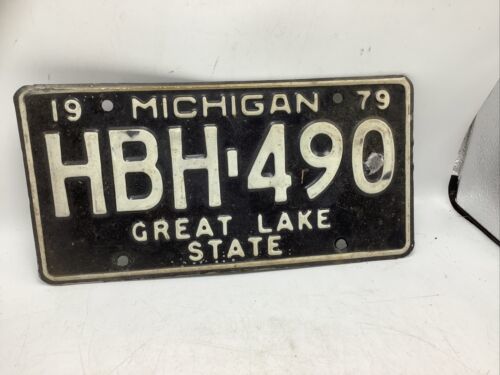 19 MICHIGAN 79
HBH-490
GREAT LAKE
STATE